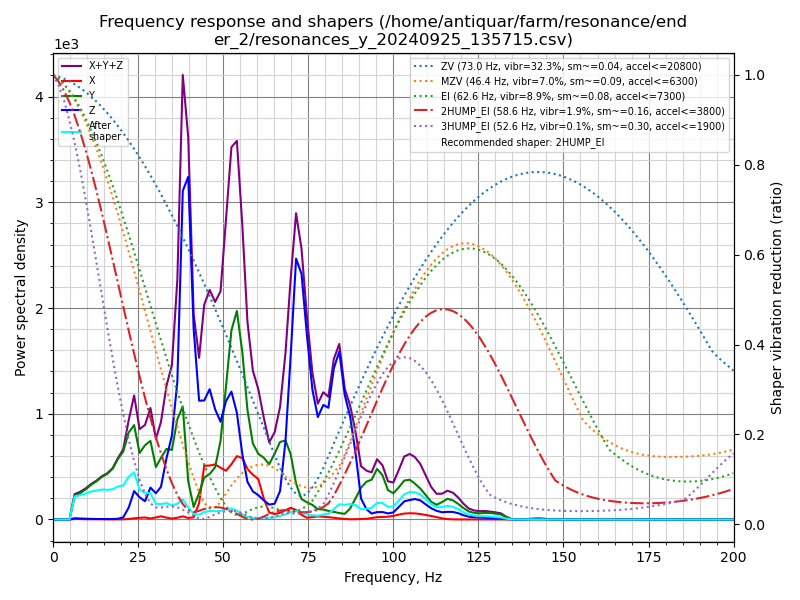 Frequency response and shapers (/home/antiquar/farm/resonance/end
er_2/resonances_y_20240925_135715.csv)
1e3
X+Y+Z
X
Y
Z
After
shaper
ZV (73.0 Hz, vibr=32.3%, sm~=0.04, accel<=20800)
MZV (46.4 Hz, vibr=7.0%, sm~=0.09, accel<=6300)
EI (62.6 Hz, vibr=8.9%, sm~=0.08, accel<=7300)
2HUMP_EI (58.6 Hz, vibr=1.9%, sm~=0.16, accel<=3800)
3HUMP_EI (52.6 Hz, vibr=0.1%, sm~=0.30, accel<=1900)
Recommended shaper: 2HUMP_EI
Power spectral density
4
3
2
1
0
1.0
0.8
0.6
0.4
0.2
0.0
Shaper vibration reduction (ratio)
0 25 50 75 100 125 150 175 200
Frequency, Hz